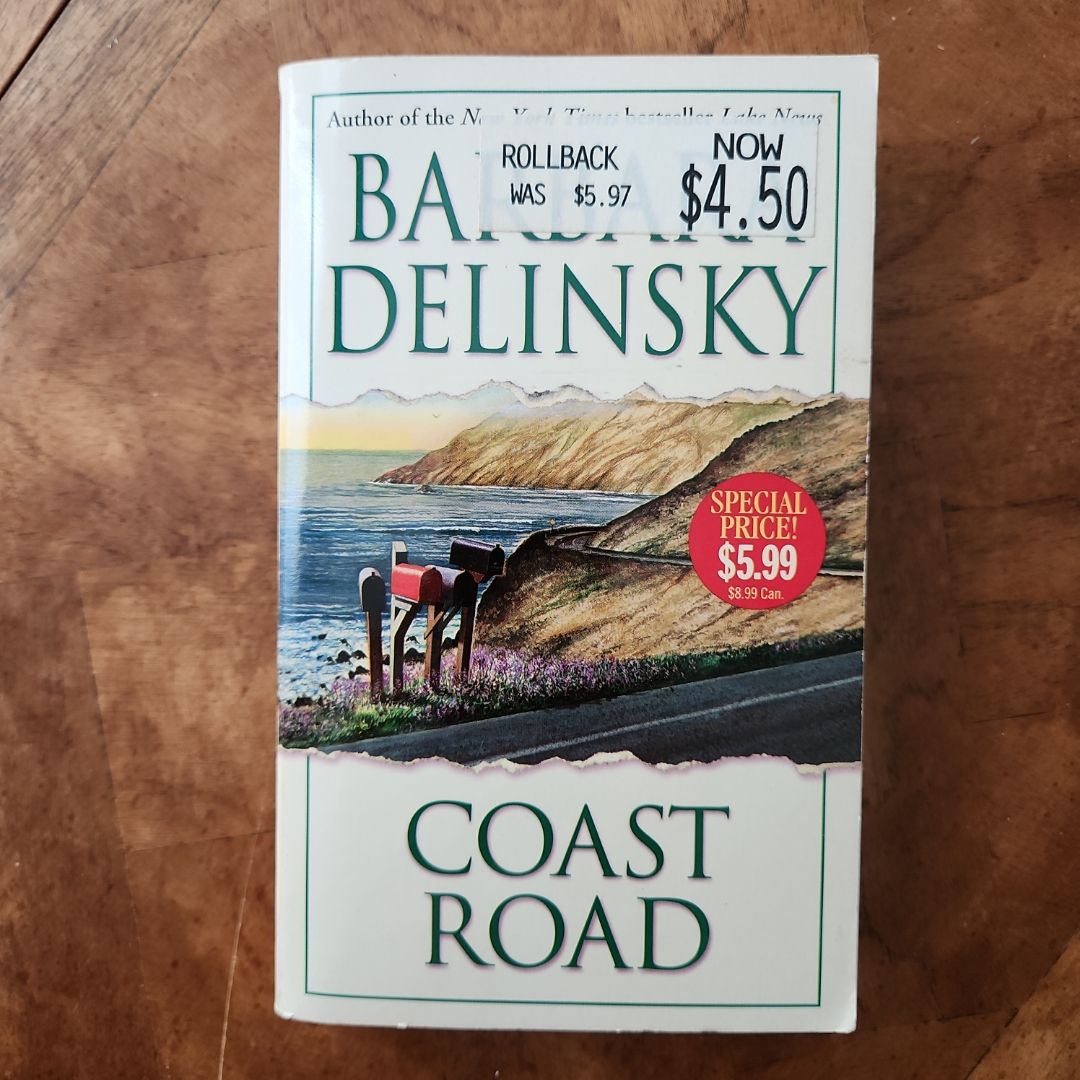 Author of the New York Times bestseller Lake News
ROLLBACK
WAS $5.97
NOW
$4.50
BARBARA
DELINSKY
SPECIAL
PRICE!
$5.99
$8.99 Can.
COAST
ROAD